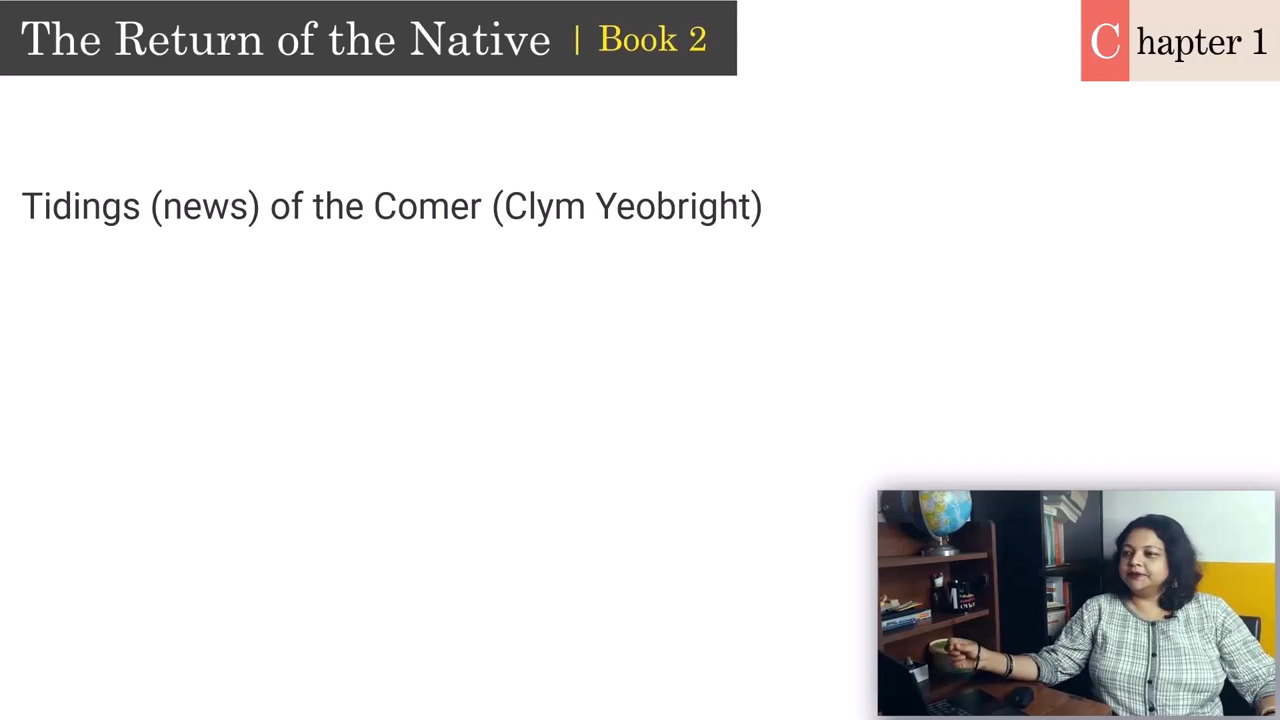 The Return of the Native | Book 2
Chapter 1
Tidings (news) of the Comer (Clym Yeobright)